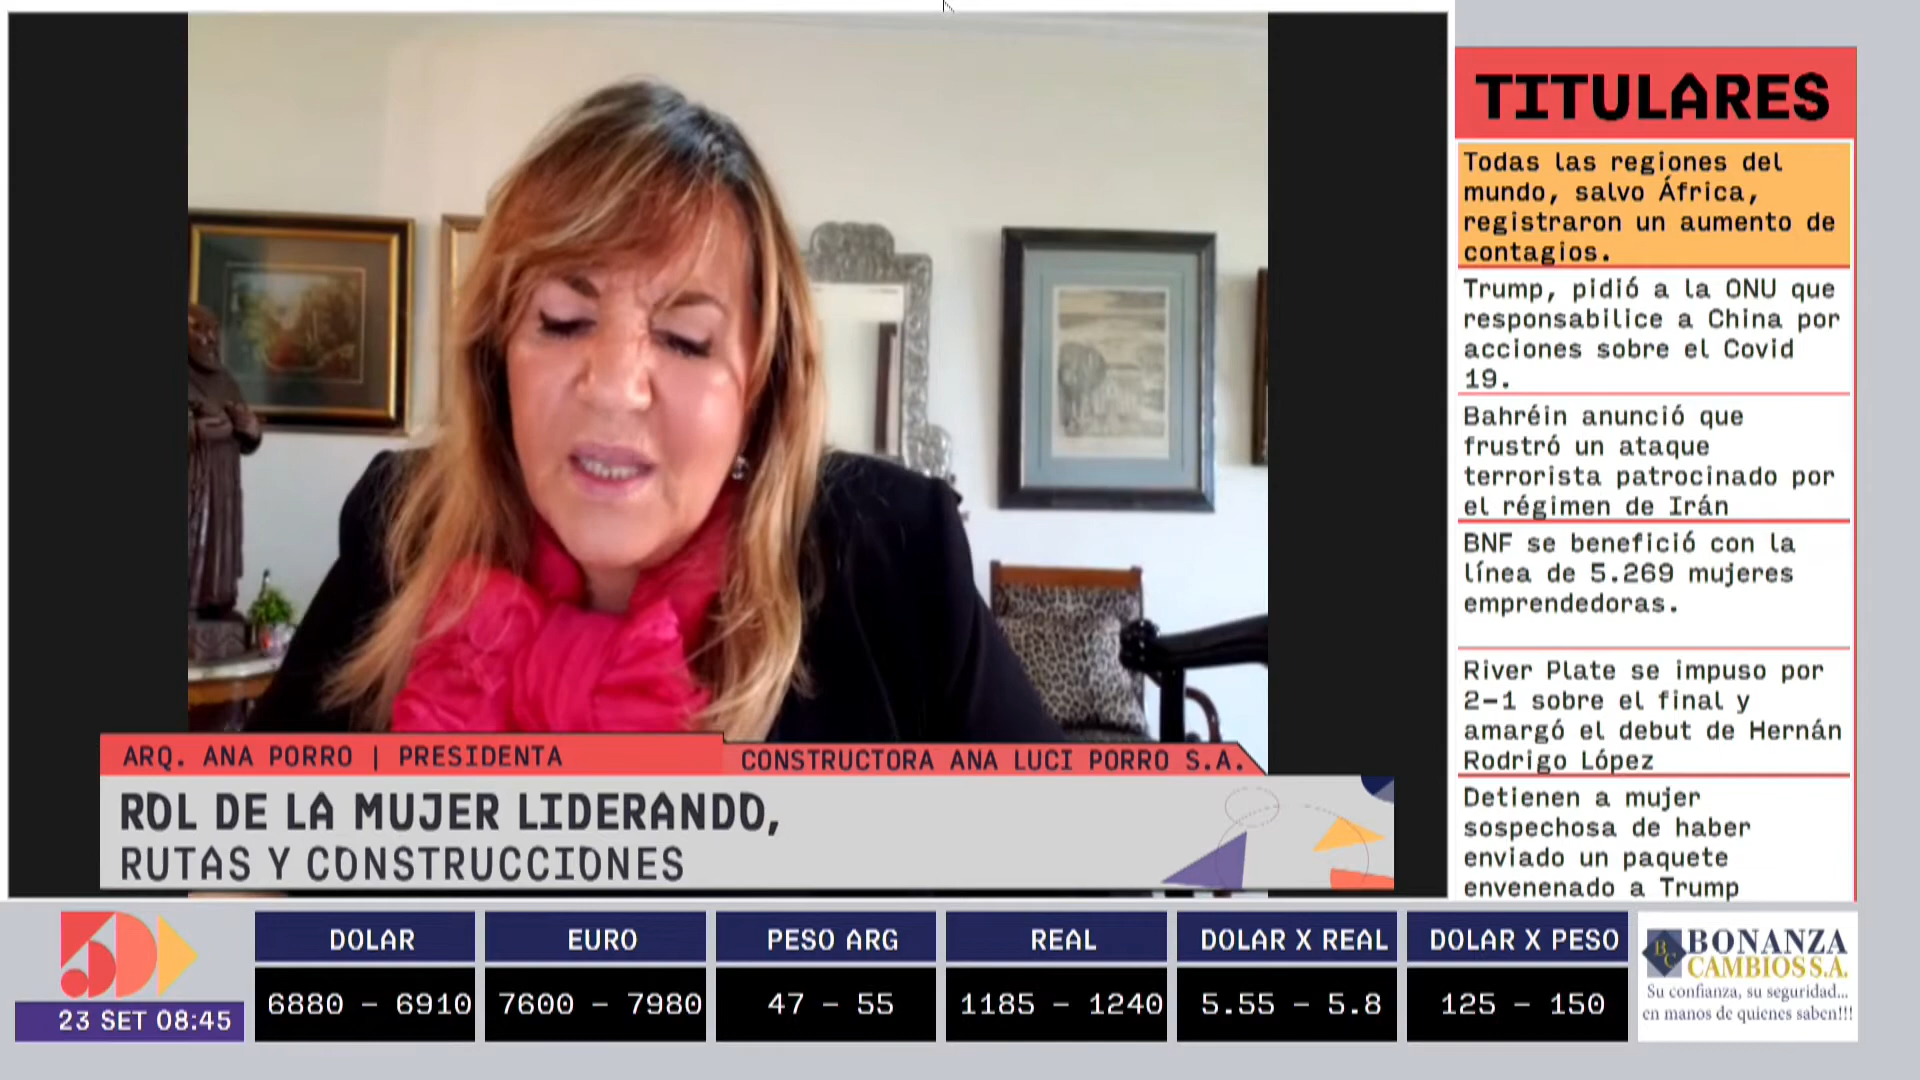 TITULARES
Todas las regiones del
mundo, salvo África,
registraron un aumento de
contagios.
Trump, pidió a la ONU que
responsabilice a China por
acciones sobre el Covid
19.
Bahréin anunció que
frustró un ataque
terrorista patrocinado por
el régimen de Irán
BNF se benefició con la
línea de 5.269 mujeres
emprendedoras.
River Plate se impuso por
2-1 sobre el final y
amargó el debut de Hernán
Rodrigo López
Detienen a mujer
sospechosa de haber
enviado un paquete
envenenado a Trump
ARQ. ANA PORRO | PRESIDENTA
CONSTRUCTORA ANA LUCI PORRO S.A.
ROL DE LA MUJER LIDERANDO,
RUTAS Y CONSTRUCCIONES
5D
23 SET 08:45
DOLAR
6880 - 6910
EURO
7600 - 7980
PESO ARG
47 - 55
REAL
1185 - 1240
DOLAR X REAL
5.55 - 5.8
DOLAR X PESO
125 - 150
BC
BONANZA
CAMBIOS S.A.
Su confianza, su seguridad...
en manos de quienes saben!!!